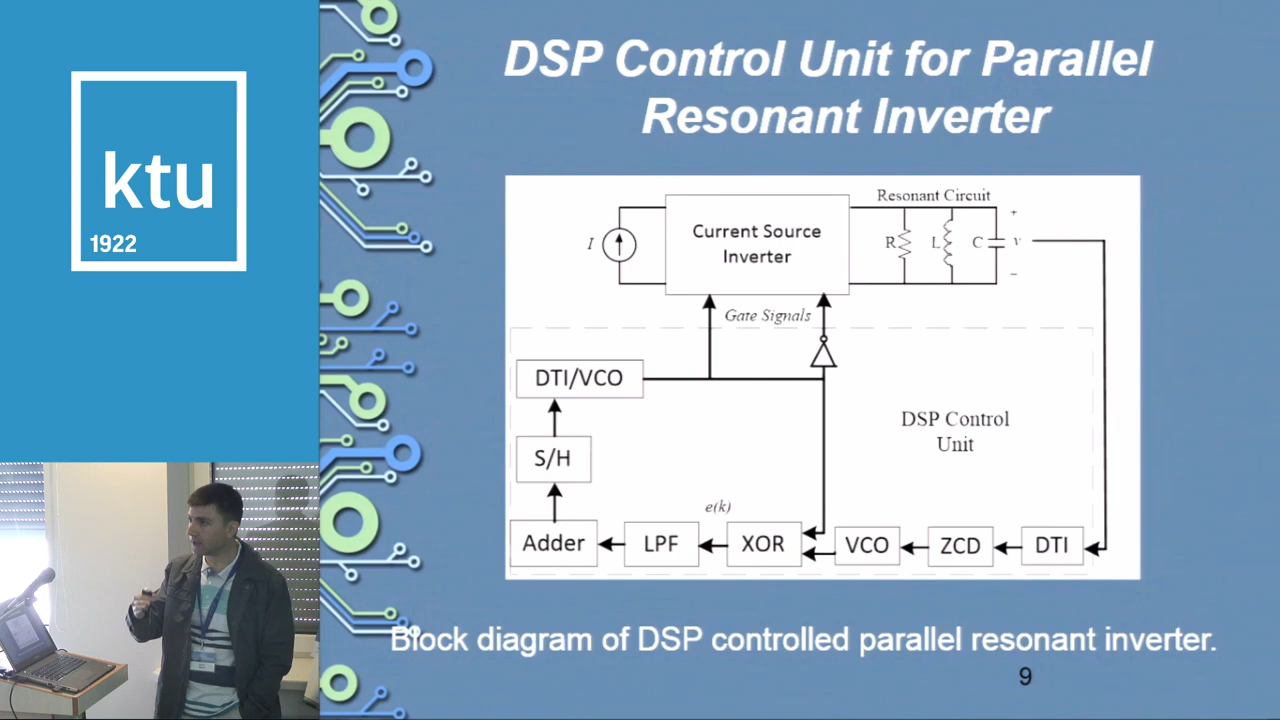 ktu
1922
DSP Control Unit for Parallel
Resonant Inverter
Resonant Circuit
Current Source
Inverter
I
R
L
C
+
v
−
Gate Signals
DTI/VCO
DSP Control
Unit
S/H
e(k)
Adder
LPF
XOR
VCO
ZCD
DTI
Block diagram of DSP controlled parallel resonant inverter.
9